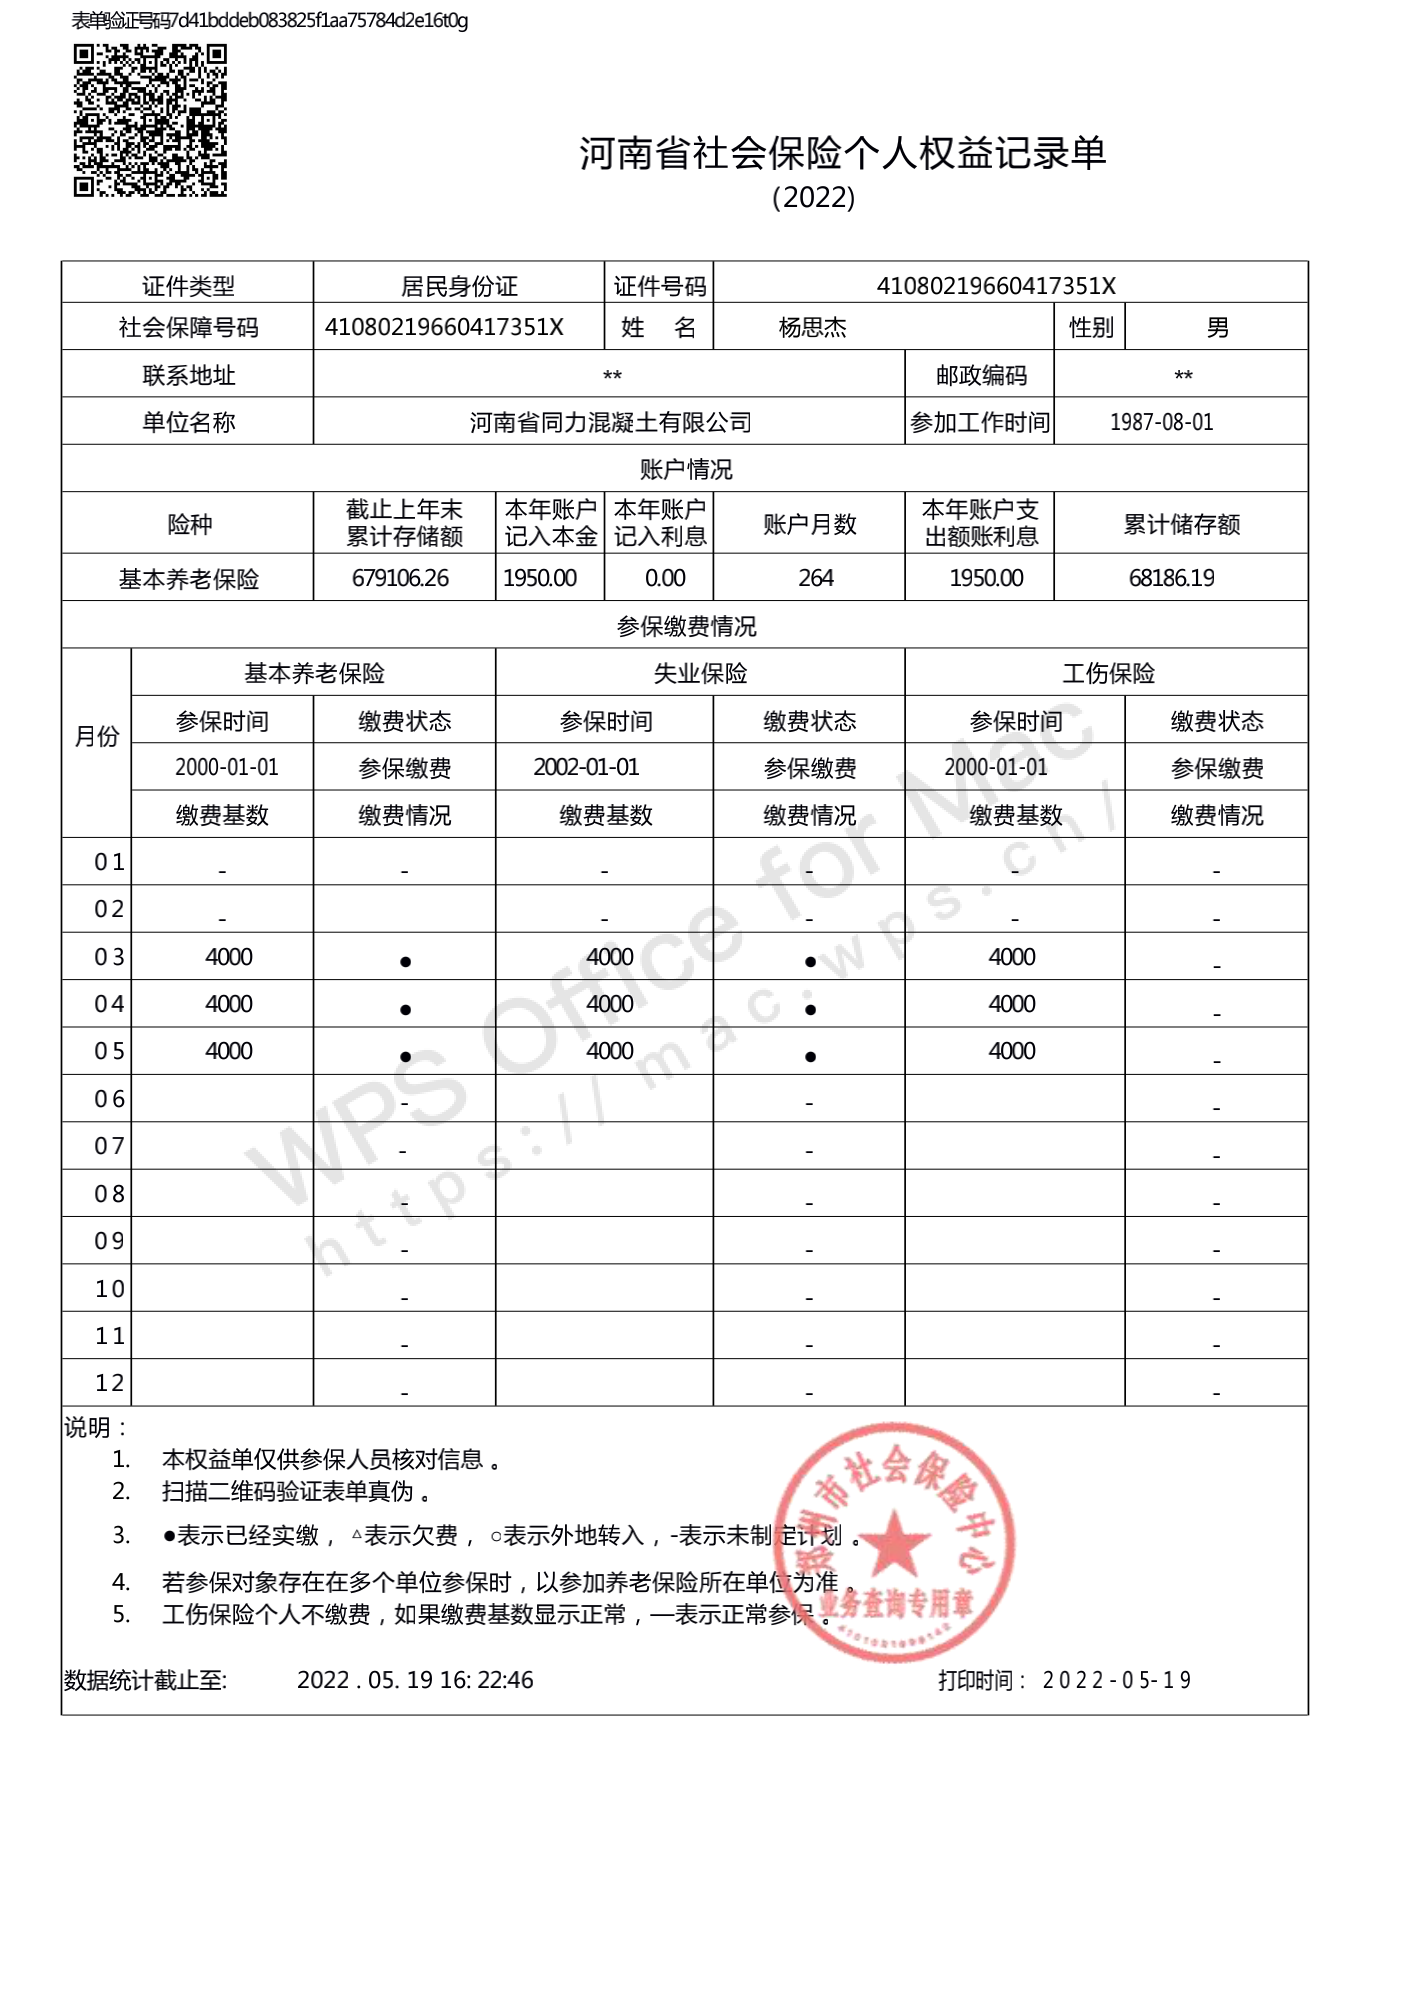 表单验证号码7d41bddeb083825f1aa75784d2e16t0g
河南省社会保险个人权益记录单
(2022)
证件类型 居民身份证 证件号码 41080219660417351X
社会保障号码 41080219660417351X 姓 名 杨思杰 性别 男
联系地址 ** 邮政编码 **
单位名称 河南省同力混凝土有限公司 参加工作时间 1987-08-01
账户情况
险种 截止上年末累计存储额 本年账户记入本金 本年账户记入利息 账户月数 本年账户支出额账利息 累计储存额
基本养老保险 679106.26 1950.00 0.00 264 1950.00 68186.19
参保缴费情况
月份 基本养老保险 失业保险 工伤保险
参保时间 缴费状态 参保时间 缴费状态 参保时间 缴费状态
2000-01-01 参保缴费 2002-01-01 参保缴费 2000-01-01 参保缴费
缴费基数 缴费情况 缴费基数 缴费情况 缴费基数 缴费情况
01 - - - - - -
02 - - - - -
03 4000 ● 4000 ● 4000 -
04 4000 ● 4000 ● 4000 -
05 4000 ● 4000 ● 4000 -
06 - - -
07 - - -
08 - - -
09 - - -
10 - - -
11 - - -
12 - - -
WPS Office for Mac
https://mac.wps.cn/
说明：
1. 本权益单仅供参保人员核对信息。
2. 扫描二维码验证表单真伪。
3. ●表示已经实缴，△表示欠费，○表示外地转入，-表示未制定计划。
4. 若参保对象存在在多个单位参保时，以参加养老保险所在单位为准。
5. 工伤保险个人不缴费，如果缴费基数显示正常，—表示正常参保。
郑州市社会保险中心
业务查询专用章
数据统计截止至: 2022 . 05. 19 16: 22:46 打印时间： 2022-05-19